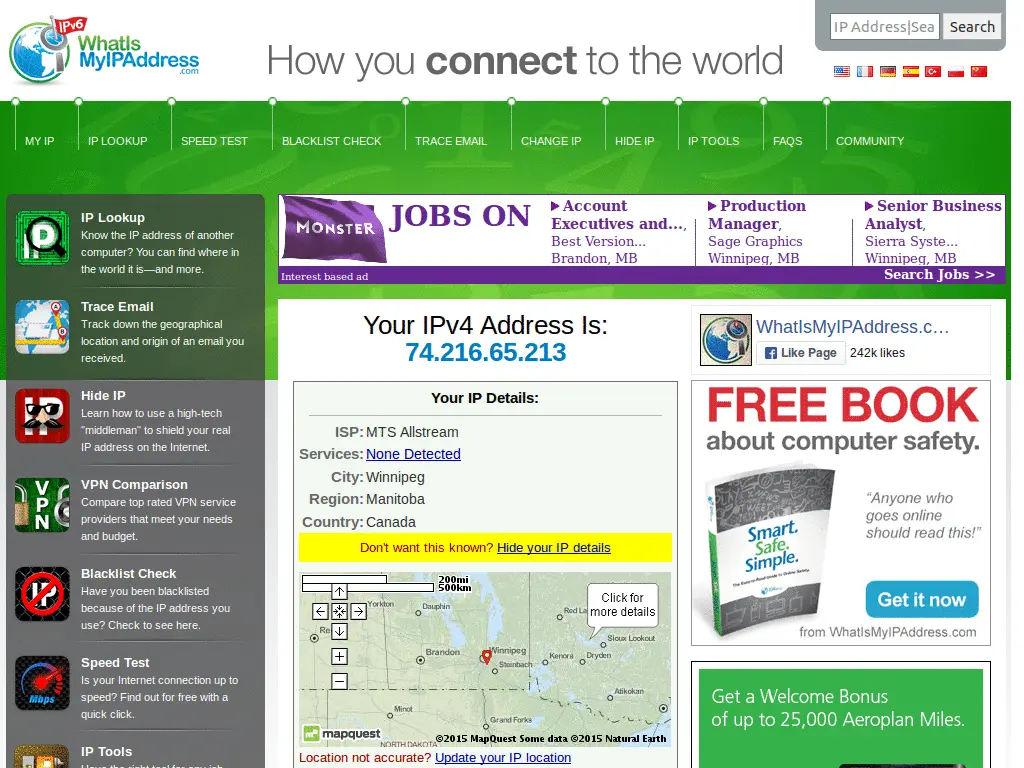 IPv6
WhatIs
MyIPAddress
.com
How you connect to the world
IP Address|Sea
Search
MY IP
IP LOOKUP
SPEED TEST
BLACKLIST CHECK
TRACE EMAIL
CHANGE IP
HIDE IP
IP TOOLS
FAQS
COMMUNITY
IP Lookup
Know the IP address of another
computer? You can find where in
the world it is—and more.
Trace Email
Track down the geographical
location and origin of an email you
received.
Hide IP
Learn how to use a high-tech
"middleman" to shield your real
IP address on the Internet.
VPN
VPN Comparison
Compare top rated VPN service
providers that meet your needs
and budget.
Blacklist Check
Have you been blacklisted
because of the IP address you
use? Check to see here.
Mbps
Speed Test
Is your Internet connection up to
speed? Find out for free with a
quick click.
IP Tools
MONSTER
JOBS ON
Account
Executives and...,
Best Version...
Brandon, MB
Production
Manager,
Sage Graphics
Winnipeg, MB
Senior Business
Analyst,
Sierra Syste...
Winnipeg, MB
Interest based ad
Search Jobs >>
Your IPv4 Address Is:
74.216.65.213
Your IP Details:
ISP: MTS Allstream
Services: None Detected
City: Winnipeg
Region: Manitoba
Country: Canada
Don't want this known? Hide your IP details
200mi
500km
Yorkton
Dauphin
Red La
Click for
more details
Re
Brandon
Winnipeg
Steinbach
Kenora
Dryden
Sioux Lookout
Atikokan
Minot
Grand Forks
mapquest
NORTH DAKOTA
©2015 MapQuest Some data ©2015 Natural Earth
Location not accurate? Update your IP location
WhatIsMyIPAddress.c…
Like Page
242k likes
FREE BOOK
about computer safety.
Smart.
Safe.
Simple.
“Anyone who
goes online
should read this!”
Get it now
from WhatIsMyIPAddress.com
Get a Welcome Bonus
of up to 25,000 Aeroplan Miles.